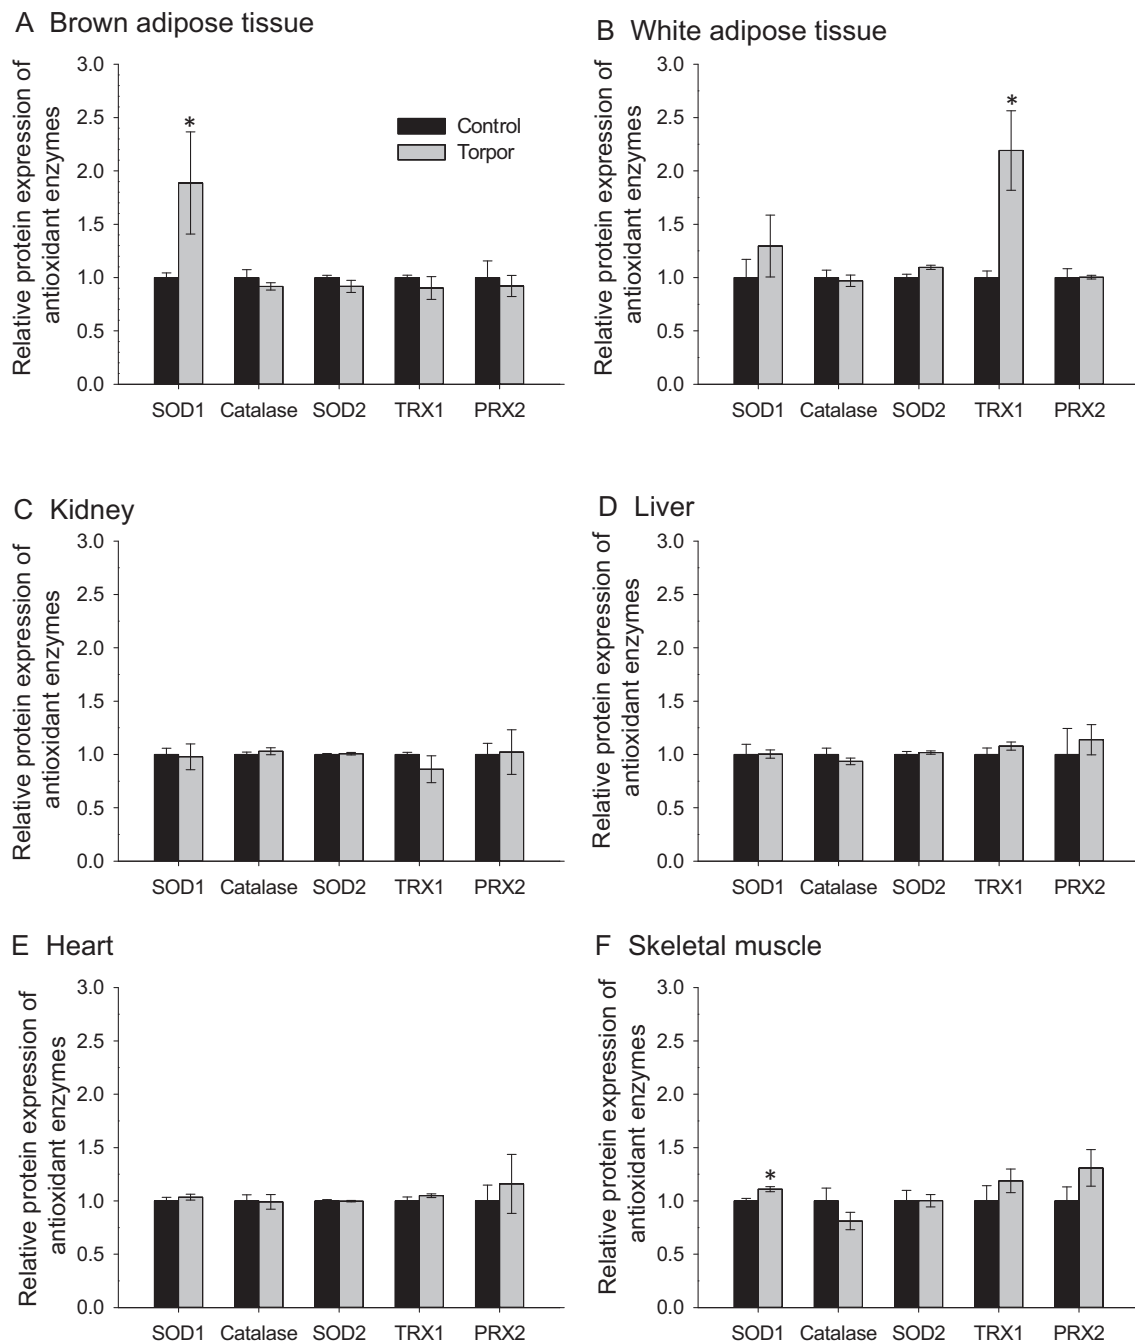 A Brown adipose tissue
Relative protein expression of
antioxidant enzymes
3.0
2.5
2.0
1.5
1.0
0.5
0.0
*
Control
Torpor
SOD1 Catalase SOD2 TRX1 PRX2
B White adipose tissue
Relative protein expression of
antioxidant enzymes
3.0
2.5
2.0
1.5
1.0
0.5
0.0
*
SOD1 Catalase SOD2 TRX1 PRX2
C Kidney
Relative protein expression of
antioxidant enzymes
3.0
2.5
2.0
1.5
1.0
0.5
0.0
SOD1 Catalase SOD2 TRX1 PRX2
D Liver
Relative protein expression of
antioxidant enzymes
3.0
2.5
2.0
1.5
1.0
0.5
0.0
SOD1 Catalase SOD2 TRX1 PRX2
E Heart
Relative protein expression of
antioxidant enzymes
3.0
2.5
2.0
1.5
1.0
0.5
0.0
SOD1 Catalase SOD2 TRX1 PRX2
F Skeletal muscle
Relative protein expression of
antioxidant enzymes
3.0
2.5
2.0
1.5
1.0
0.5
0.0
*
SOD1 Catalase SOD2 TRX1 PRX2